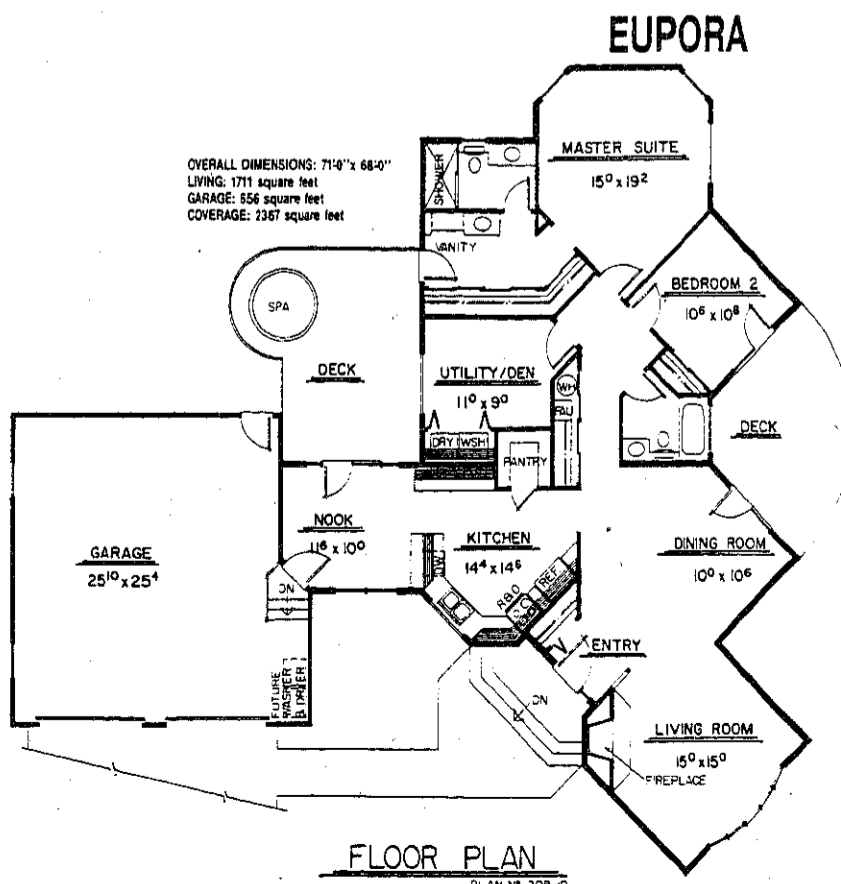 EUPORA
OVERALL DIMENSIONS: 71'-0" x 68'-0"
LIVING: 1711 square feet
GARAGE: 656 square feet
COVERAGE: 2367 square feet
MASTER SUITE
15⁰ x 19²
SHOWER
VANITY
BEDROOM 2
10⁶ x 10⁸
SPA
DECK
UTILITY/DEN
11⁰ x 9⁰
WH
FAU
DRY
WSH
PANTRY
DECK
NOOK
11⁶ x 10⁰
KITCHEN
14⁴ x 14⁶
DINING ROOM
10⁰ x 10⁶
GARAGE
25¹⁰ x 25⁴
D.W.
REF.
DN
ENTRY
FUTURE
WASHER
& DRYER
DN
LIVING ROOM
15⁰ x 15⁰
FIREPLACE
FLOOR PLAN
PLAN Nº